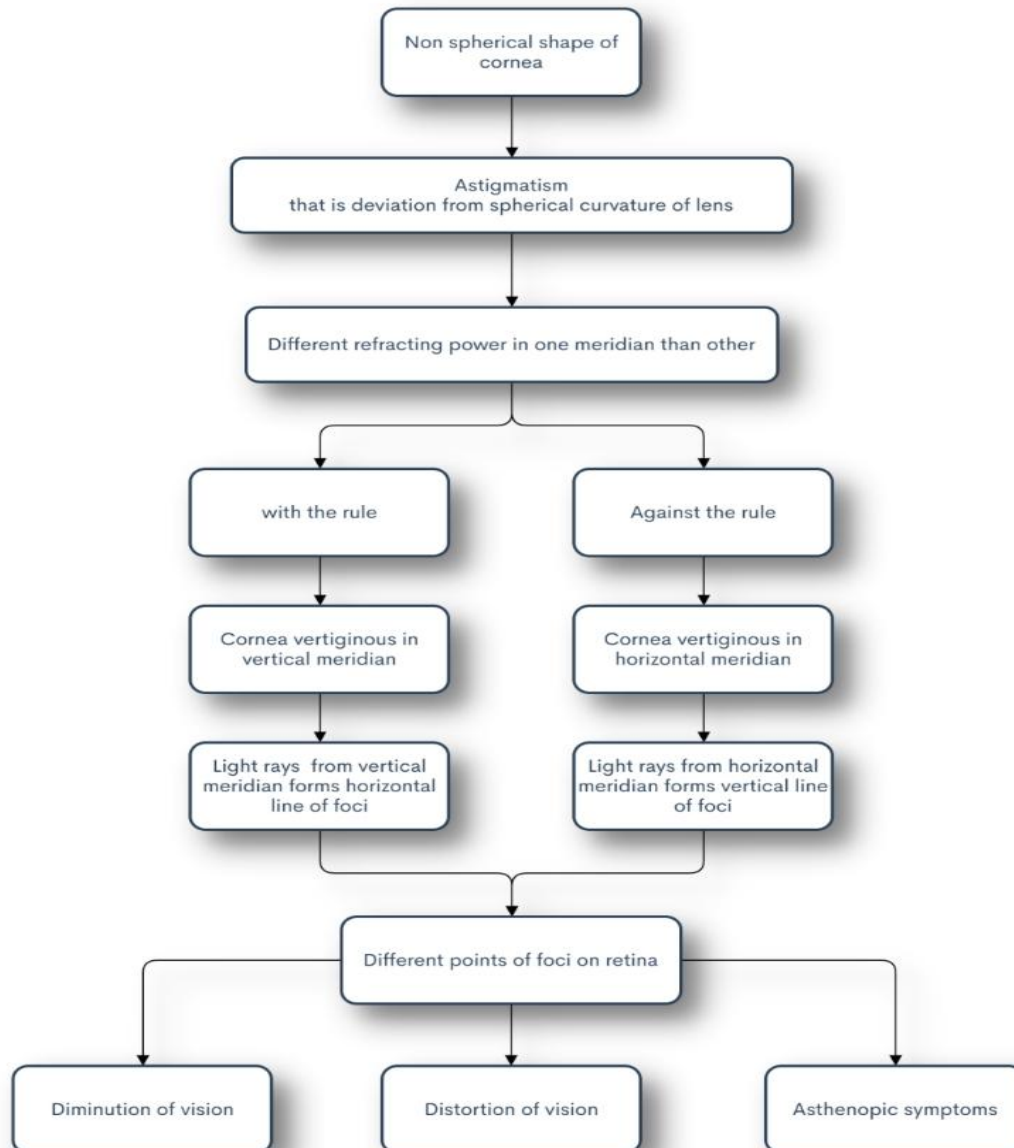 Non spherical shape of
cornea
Astigmatism
that is deviation from spherical curvature of lens
Different refracting power in one meridian than other
with the rule
Against the rule
Cornea vertiginous in
vertical meridian
Cornea vertiginous in
horizontal meridian
Light rays from vertical
meridian forms horizontal
line of foci
Light rays from horizontal
meridian forms vertical line
of foci
Different points of foci on retina
Diminution of vision
Distortion of vision
Asthenopic symptoms